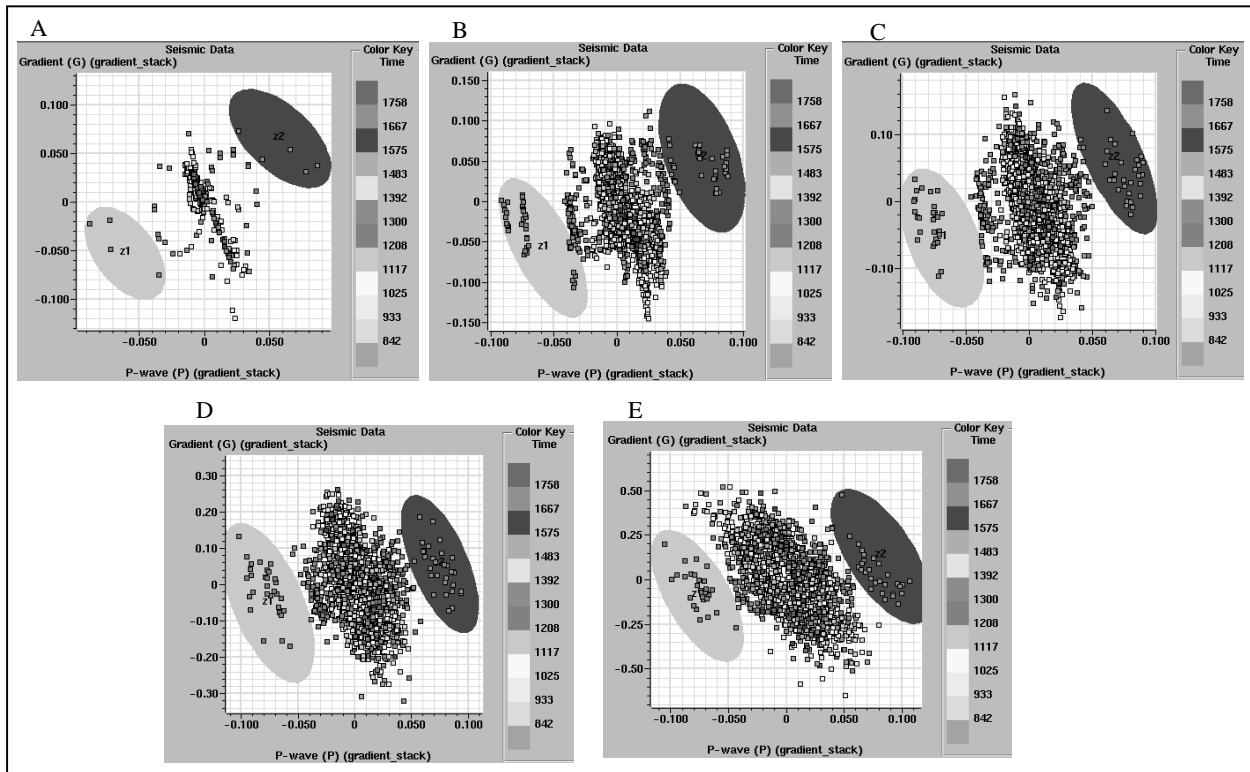 A
Seismic Data
Gradient (G) (gradient_stack)
Color Key
Time
0.100
0.050
0
-0.050
-0.100
z2
z1
1758
1667
1575
1483
1392
1300
1208
1117
1025
933
842
-0.050 0 0.050
P-wave (P) (gradient_stack)
B
Seismic Data
Gradient (G) (gradient_stack)
Color Key
Time
0.150
0.100
0.050
0
-0.050
-0.100
-0.150
z1
1758
1667
1575
1483
1392
1300
1208
1117
1025
933
842
-0.100 -0.050 0 0.050 0.100
P-wave (P) (gradient_stack)
C
Seismic Data
Gradient (G) (gradient_stack)
Color Key
Time
0.10
0
-0.10
z2
1758
1667
1575
1483
1392
1300
1208
1117
1025
933
842
-0.100 -0.050 0 0.050 0.100
P-wave (P) (gradient_stack)
D
Seismic Data
Gradient (G) (gradient_stack)
Color Key
Time
0.30
0.20
0.10
0
-0.10
-0.20
-0.30
z1
1758
1667
1575
1483
1392
1300
1208
1117
1025
933
842
-0.100 -0.050 0 0.050 0.100
P-wave (P) (gradient_stack)
E
Seismic Data
Gradient (G) (gradient_stack)
Color Key
Time
0.50
0.25
0
-0.25
-0.50
z2
1758
1667
1575
1483
1392
1300
1208
1117
1025
933
842
-0.100 -0.050 0 0.050 0.100
P-wave (P) (gradient_stack)